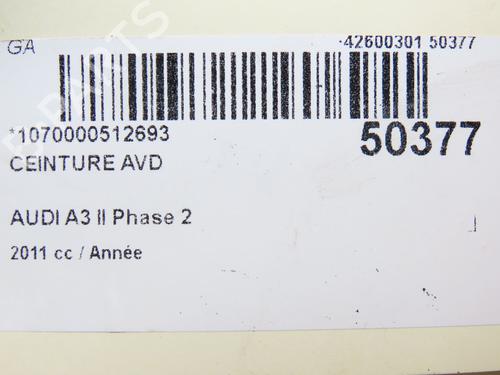 GA
-42600301 50377
*1070000512693
50377
CEINTURE AVD
AUDI A3 II Phase 2
2011 cc / Année